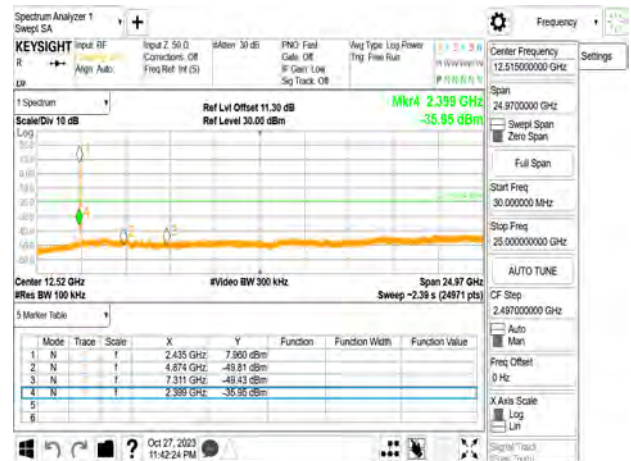 Spectrum Analyzer 1
Swept SA
Frequency
KEYSIGHT
Input: RF
Input Z: 50 Ω
#Atten: 30 dB
PNO: Fast
Avg Type: Log-Power
R
Corrections: Off
Gate: Off
Trig: Free Run
Align: Auto
Freq Ref: Int (S)
IF Gain: Low
Sig Track: Off
Center Frequency
12.515000000 GHz
Settings
Span
24.9700000 GHz
Swept Span
Zero Span
Full Span
Start Freq
30.000000 MHz
Stop Freq
25.000000000 GHz
AUTO TUNE
CF Step
2.497000000 GHz
Auto
Man
Freq Offset
0 Hz
X Axis Scale
Log
Lin
Signal Track
1 Spectrum
Scale/Div 10 dB
Ref Lvl Offset 11.30 dB
Ref Level 30.00 dBm
Mkr4 2.399 GHz
-35.95 dBm
Log
1
4
2
3
Center 12.52 GHz
#Video BW 300 kHz
Span 24.97 GHz
#Res BW 100 kHz
Sweep ~2.39 s (24971 pts)
5 Marker Table
Mode Trace Scale X Y Function Function Width Function Value
1 N f 2.435 GHz 7.960 dBm
2 N f 4.874 GHz -49.81 dBm
3 N f 7.311 GHz -49.43 dBm
4 N f 2.399 GHz -35.95 dBm
5
6
?
Oct 27, 2023
11:42:24 PM